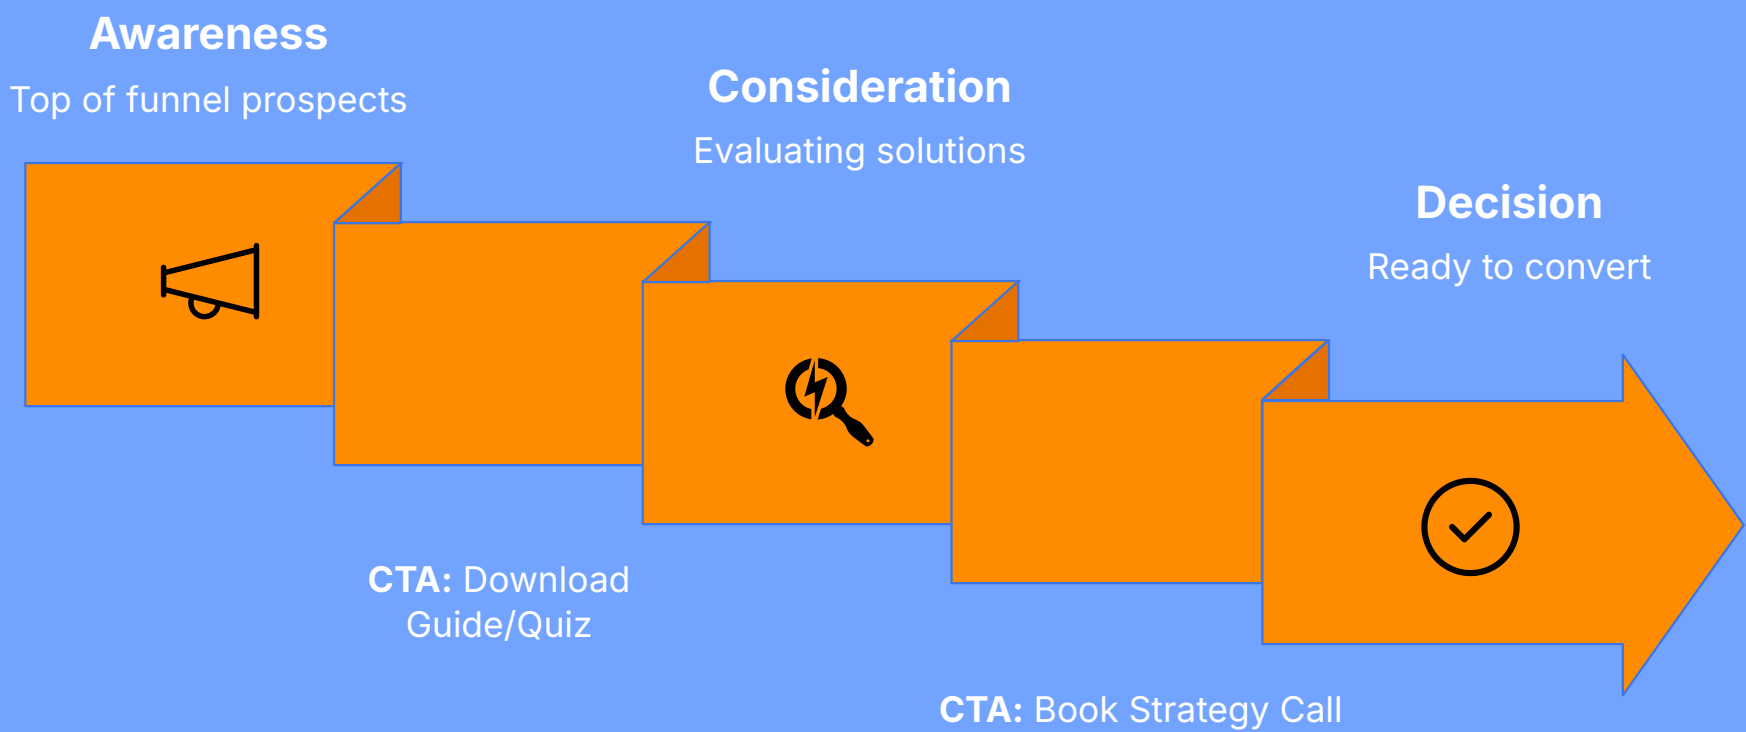 Awareness
Top of funnel prospects
Consideration
Evaluating solutions
Decision
Ready to convert
CTA: Download
Guide/Quiz
CTA: Book Strategy Call